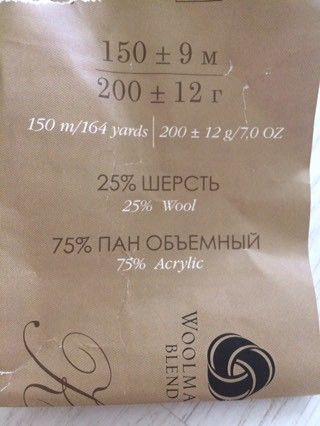 150 ± 9 м
200 ± 12 г
150 m/164 yards | 200 ± 12 g/7,0 OZ
25% ШЕРСТЬ
25% Wool
75% ПАН ОБЪЕМНЫЙ
75% Acrylic
WOOLMA
BLEND